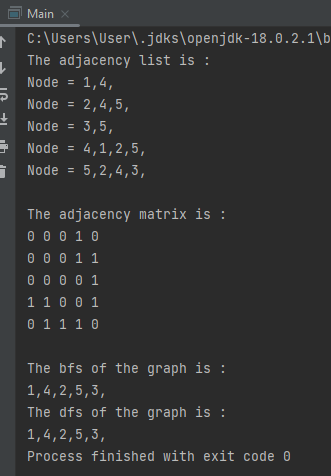 Main
C:\Users\User\.jdks\openjdk-18.0.2.1\b
The adjacency list is :
Node = 1,4,
Node = 2,4,5,
Node = 3,5,
Node = 4,1,2,5,
Node = 5,2,4,3,
The adjacency matrix is :
0 0 0 1 0
0 0 0 1 1
0 0 0 0 1
1 1 0 0 1
0 1 1 1 0
The bfs of the graph is :
1,4,2,5,3,
The dfs of the graph is :
1,4,2,5,3,
Process finished with exit code 0